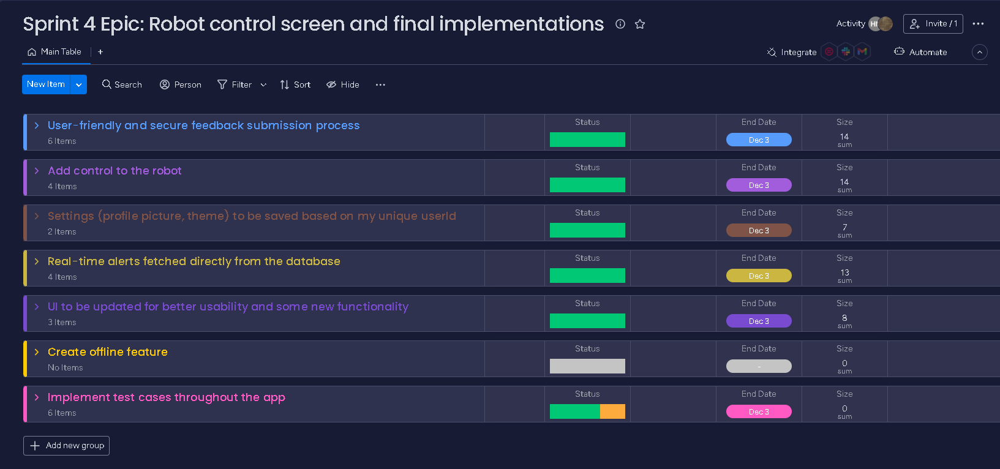 Sprint 4 Epic: Robot control screen and final implementations
Activity
Invite / 1
Main Table
+
Integrate
Automate
New Item
Search
Person
Filter
Sort
Hide
User-friendly and secure feedback submission process
6 Items
Status
End Date
Dec 3
Size
14
sum
Add control to the robot
4 Items
Status
End Date
Dec 3
Size
14
sum
Settings (profile picture, theme) to be saved based on my unique userId
2 Items
Status
End Date
Dec 3
Size
7
sum
Real-time alerts fetched directly from the database
4 Items
Status
End Date
Dec 3
Size
13
sum
UI to be updated for better usability and some new functionality
3 Items
Status
End Date
Dec 3
Size
8
sum
Create offline feature
No Items
Status
End Date
-
Size
0
sum
Implement test cases throughout the app
6 Items
Status
End Date
Dec 3
Size
0
sum
+ Add new group